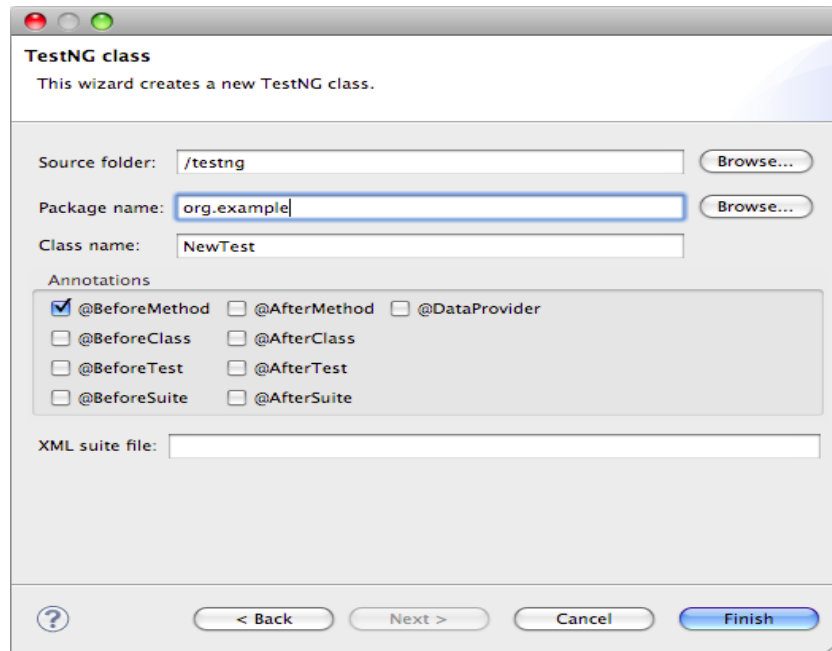 TestNG class
This wizard creates a new TestNG class.
Source folder: /testng Browse...
Package name: org.example Browse...
Class name: NewTest
Annotations
@BeforeMethod @AfterMethod @DataProvider
@BeforeClass @AfterClass
@BeforeTest @AfterTest
@BeforeSuite @AfterSuite
XML suite file:
? < Back Next > Cancel Finish